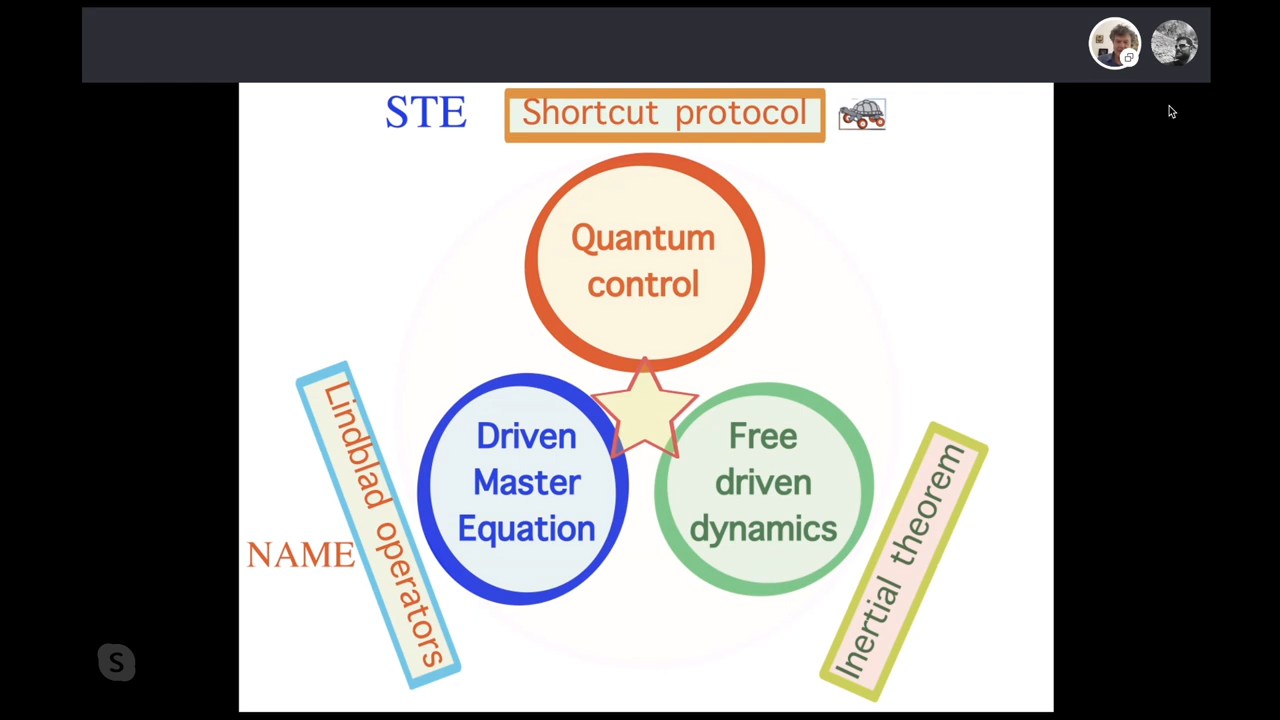 STE Shortcut protocol
Quantum
control
Lindblad operators
Driven
Master
Equation
Free
driven
dynamics
Inertial theorem
NAME
S